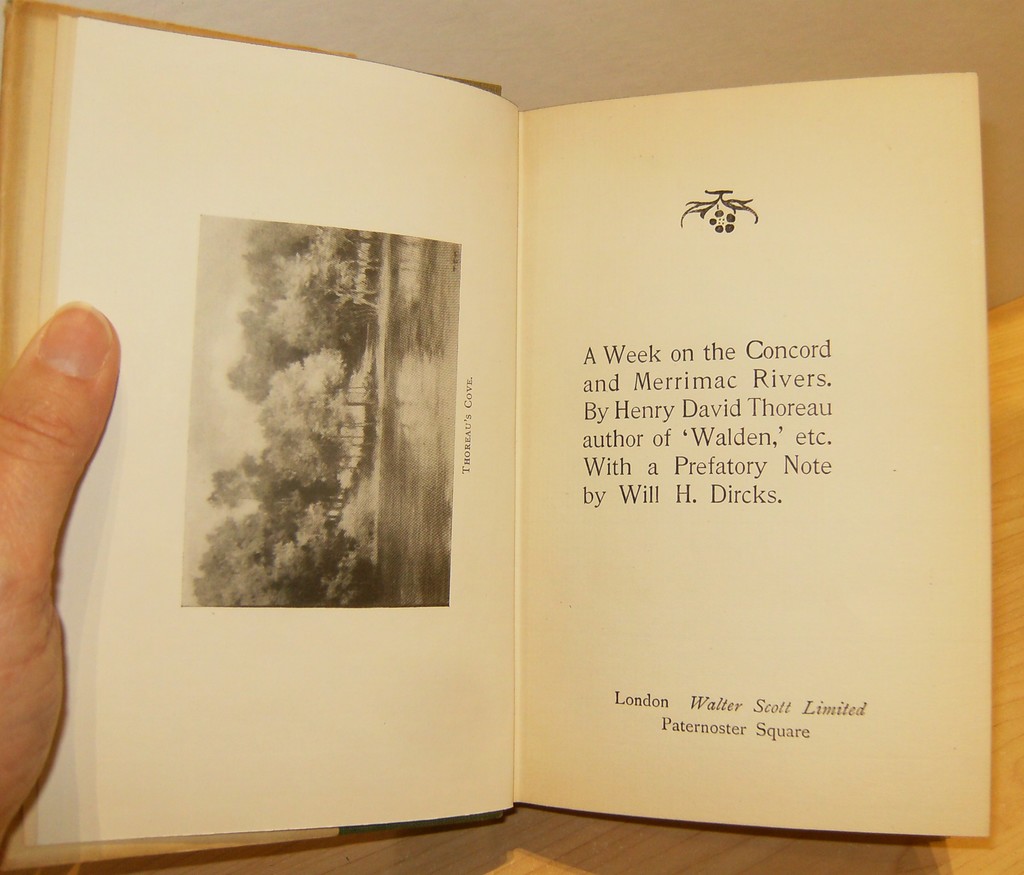 THOREAU'S COVE.
A Week on the Concord
and Merrimac Rivers.
By Henry David Thoreau
author of ‘Walden,’ etc.
With a Prefatory Note
by Will H. Dircks.
London Walter Scott Limited
Paternoster Square